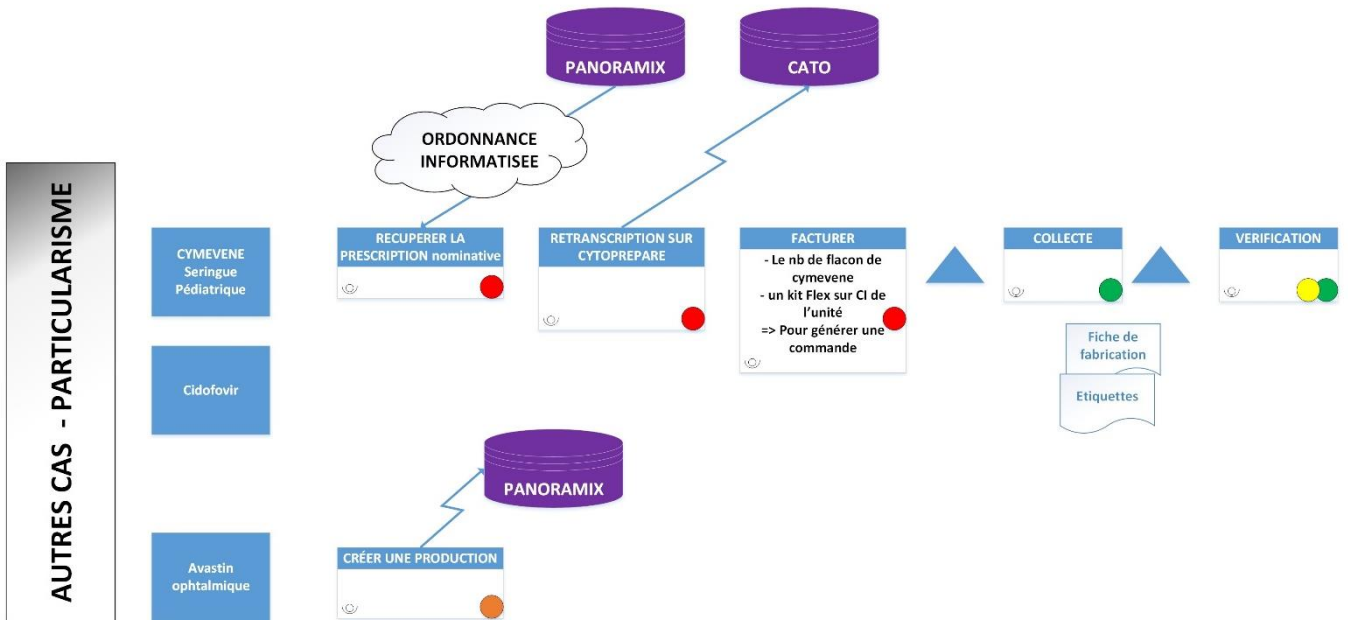 PANORAMIX
CATO
ORDONNANCE
INFORMATISEE
AUTRES CAS - PARTICULARISME
CYMEVENE
Seringue
Pédiatrique
RECUPERER LA
PRESCRIPTION nominative
RETRANSCRIPTION SUR
CYTOPREPARE
FACTURER
- Le nb de flacon de
cymevene
- un kit Flex sur CI de
l'unité
=> Pour générer une
commande
COLLECTE
VERIFICATION
Fiche de
fabrication
Etiquettes
Cidofovir
PANORAMIX
Avastin
ophtalmique
CRÉER UNE PRODUCTION